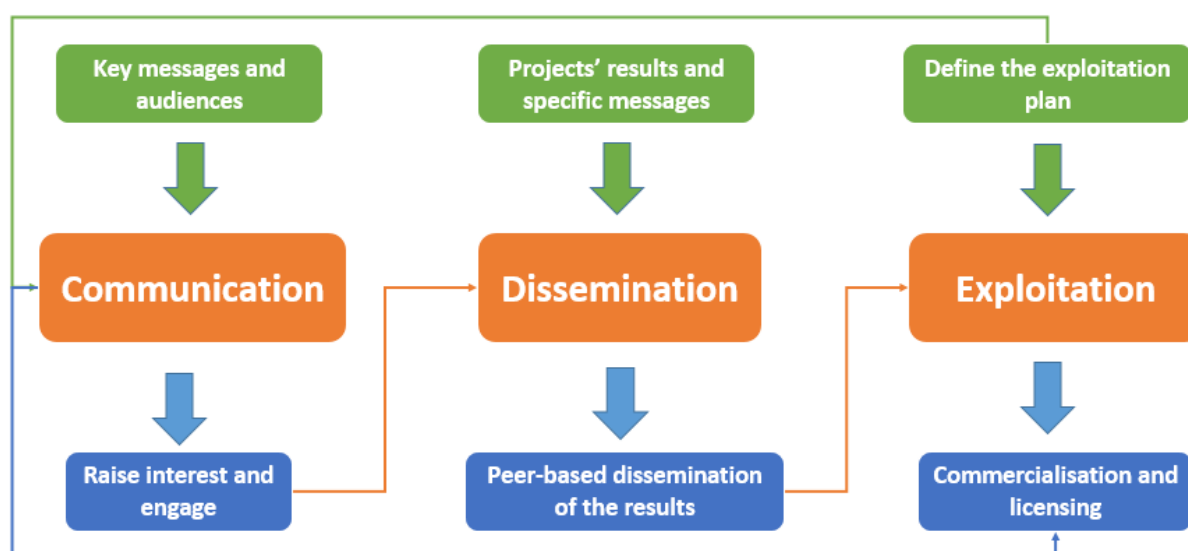 Key messages and
audiences
Projects' results and
specific messages
Define the exploitation
plan
Communication
Dissemination
Exploitation
Raise interest and
engage
Peer-based dissemination
of the results
Commercialisation and
licensing